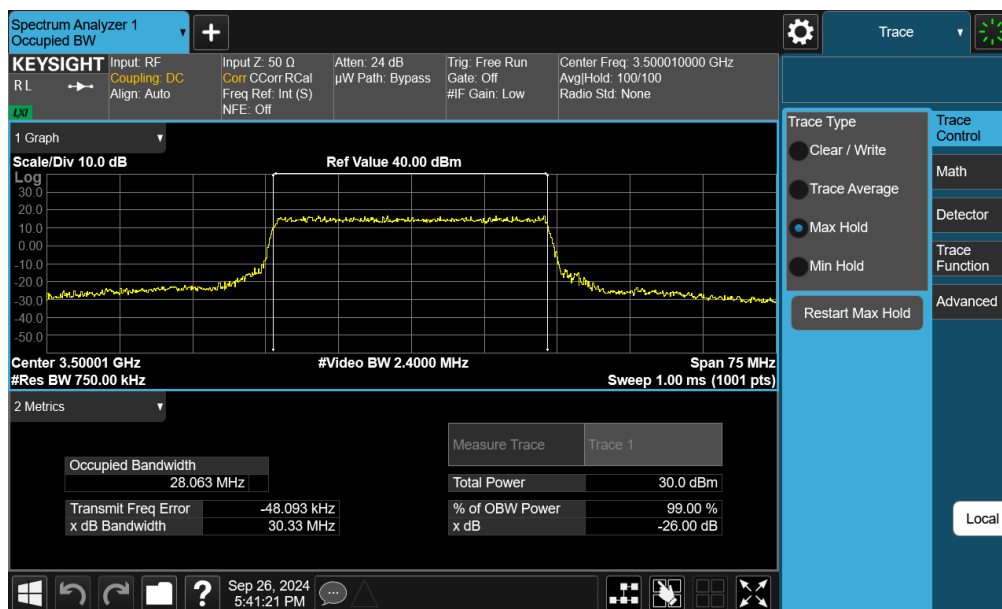 Spectrum Analyzer 1
Occupied BW
+
Trace
KEYSIGHT
R L
LXI
Input: RF
Coupling: DC
Align: Auto
Input Z: 50 Ω
Corr CCorr RCal
Freq Ref: Int (S)
NFE: Off
Atten: 24 dB
µW Path: Bypass
Trig: Free Run
Gate: Off
#IF Gain: Low
Center Freq: 3.500010000 GHz
Avg|Hold: 100/100
Radio Std: None
1 Graph
Scale/Div 10.0 dB
Ref Value 40.00 dBm
Log
30.0
20.0
10.0
0.00
-10.0
-20.0
-30.0
-40.0
-50.0
Center 3.50001 GHz
#Video BW 2.4000 MHz
Span 75 MHz
#Res BW 750.00 kHz
Sweep 1.00 ms (1001 pts)
2 Metrics
Measure Trace Trace 1
Occupied Bandwidth
28.063 MHz
Total Power 30.0 dBm
Transmit Freq Error -48.093 kHz
% of OBW Power 99.00 %
x dB Bandwidth 30.33 MHz
x dB -26.00 dB
Trace Type
Clear / Write
Trace Average
Max Hold
Min Hold
Restart Max Hold
Trace
Control
Math
Detector
Trace
Function
Advanced
Local
?
Sep 26, 2024
5:41:21 PM